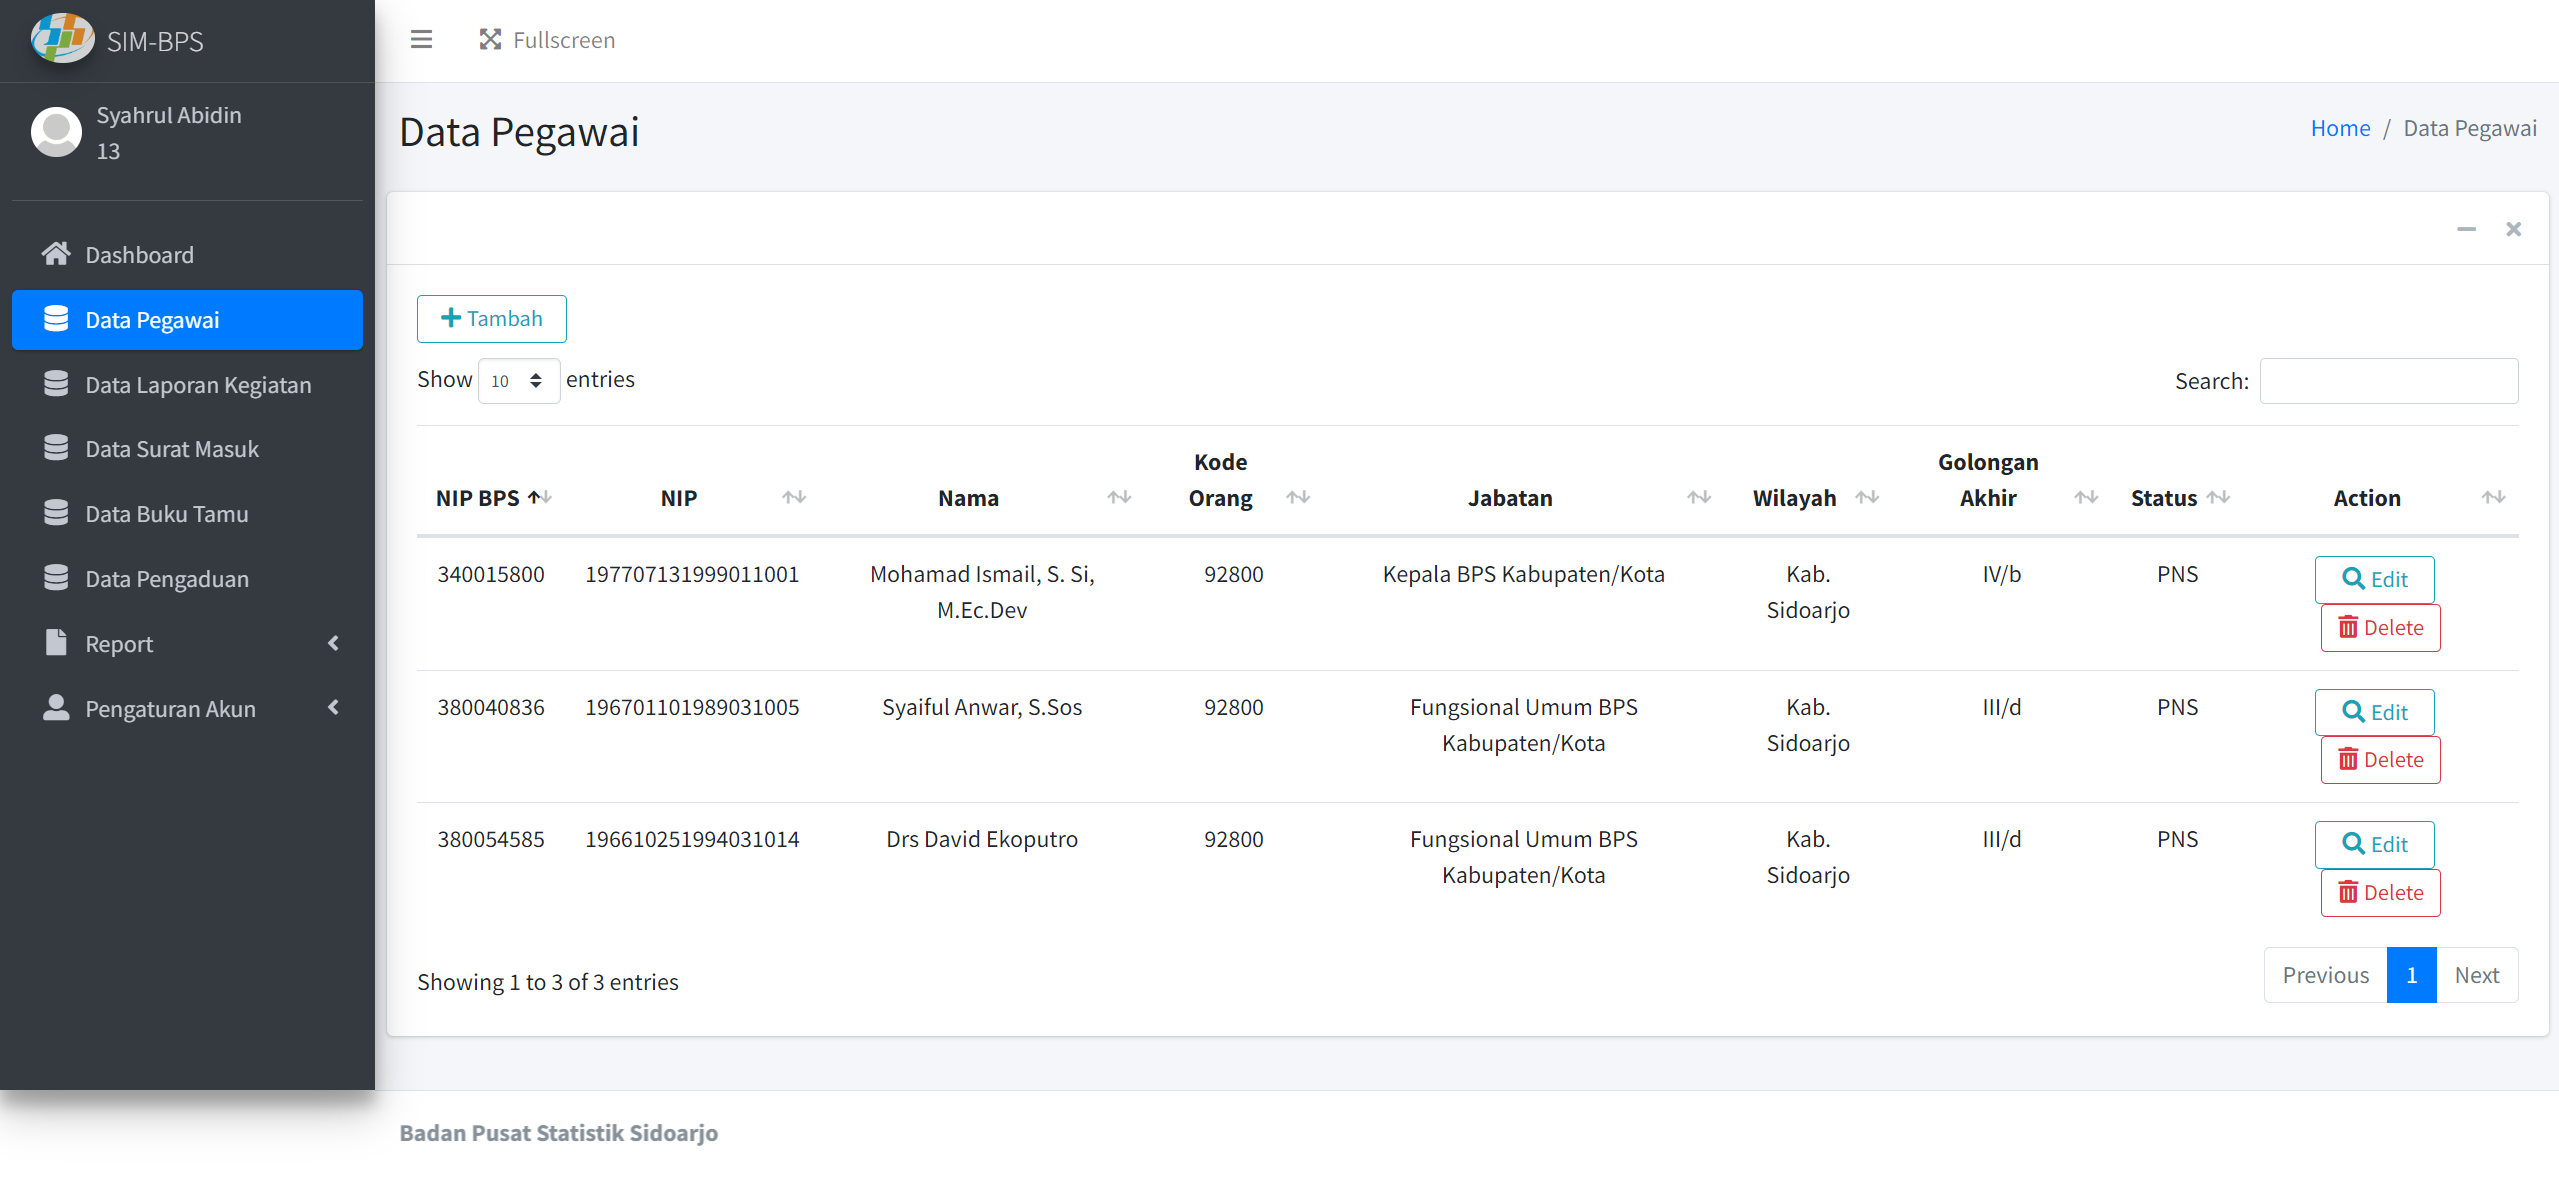 SIM-BPS
Fullscreen
Syahrul Abidin
13
Dashboard
Data Pegawai
Data Laporan Kegiatan
Data Surat Masuk
Data Buku Tamu
Data Pengaduan
Report
Pengaturan Akun
Data Pegawai
Home / Data Pegawai
Tambah
Show 10 entries
Search:
NIP BPS NIP Nama Kode Orang Jabatan Wilayah Golongan Akhir Status Action
340015800 197707131999011001 Mohamad Ismail, S. Si, 92800 Kepala BPS Kabupaten/Kota Kab. IV/b PNS Edit
M.Ec.Dev Sidoarjo Delete
380040836 196701101989031005 Syaiful Anwar, S.Sos 92800 Fungsional Umum BPS Kab. III/d PNS Edit
Kabupaten/Kota Sidoarjo Delete
380054585 196610251994031014 Drs David Ekoputro 92800 Fungsional Umum BPS Kab. III/d PNS Edit
Kabupaten/Kota Sidoarjo Delete
Showing 1 to 3 of 3 entries
Previous 1 Next
Badan Pusat Statistik Sidoarjo